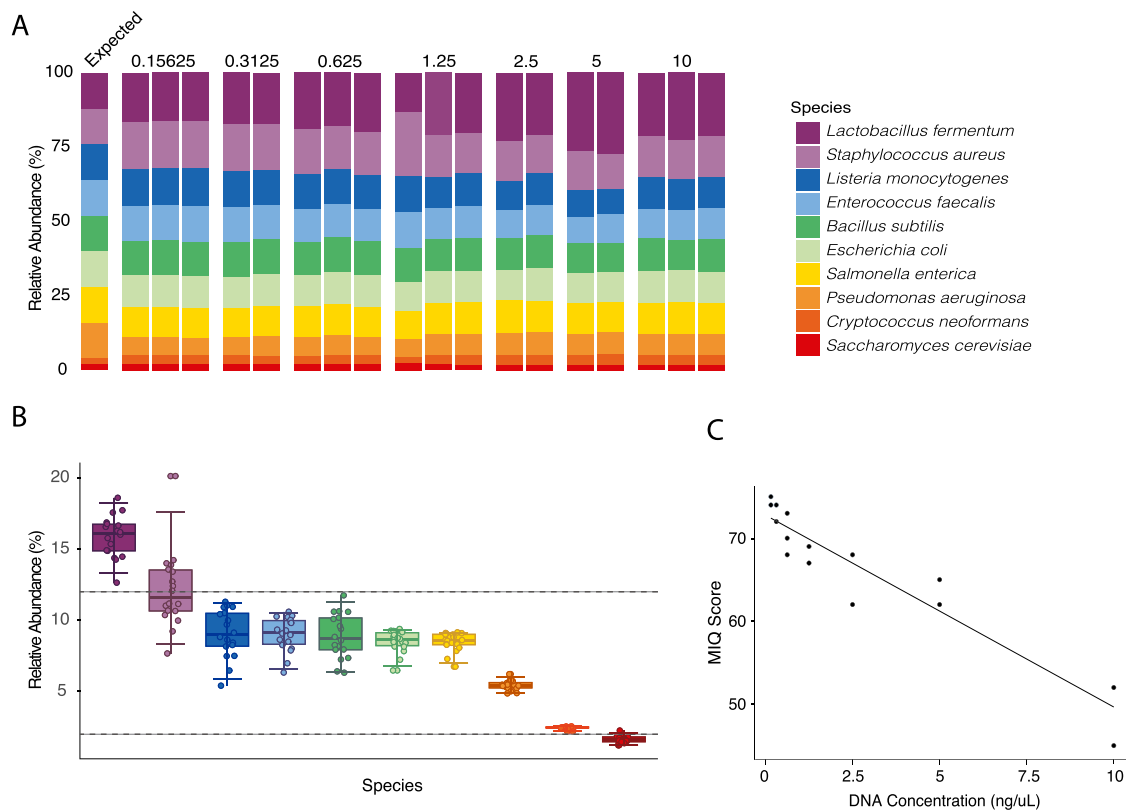 A
Expected
0.15625 0.3125 0.625 1.25 2.5 5 10
100
75
50
25
0
Relative Abundance (%)
Species
Lactobacillus fermentum
Staphylococcus aureus
Listeria monocytogenes
Enterococcus faecalis
Bacillus subtilis
Escherichia coli
Salmonella enterica
Pseudomonas aeruginosa
Cryptococcus neoformans
Saccharomyces cerevisiae
B
20
15
10
5
Relative Abundance (%)
Species
C
70
60
50
MIQ Score
0 2.5 5 7.5 10
DNA Concentration (ng/uL)